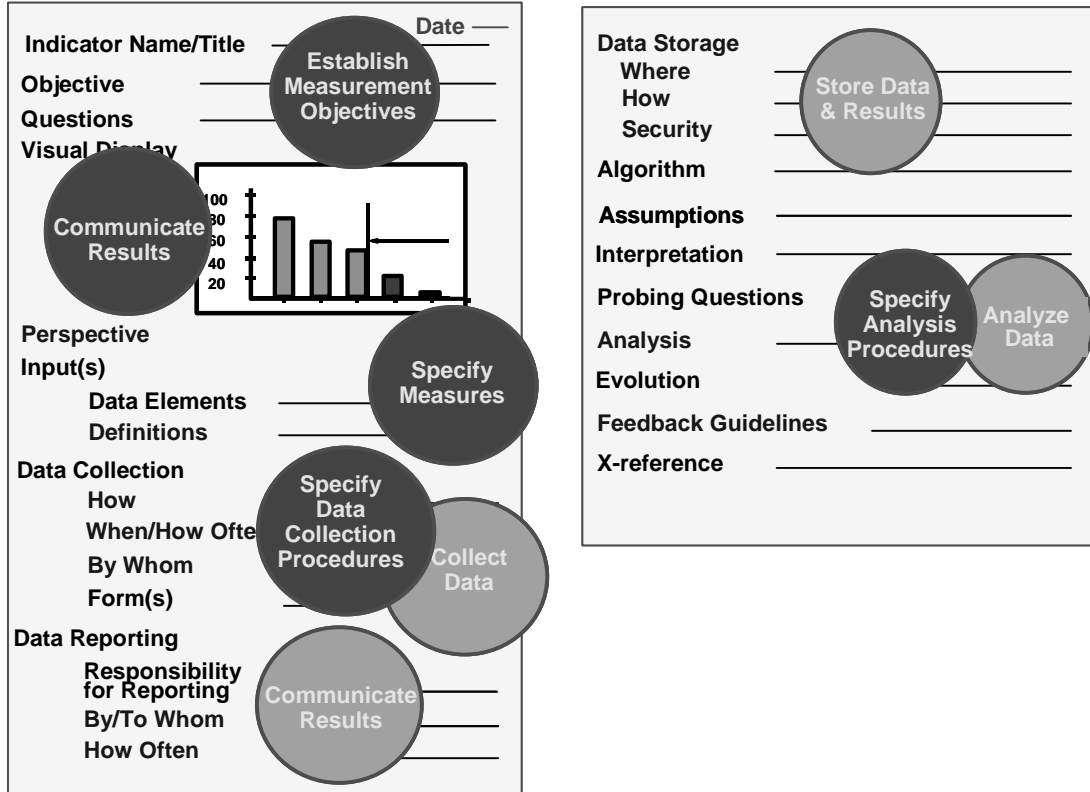 Date
Indicator Name/Title
Establish
Measurement
Objectives
Objective
Questions
Visual Display
100
80
60
40
20
Communicate
Results
Perspective
Input(s)
Specify
Measures
Data Elements
Definitions
Data Collection
How
When/How Ofte
By Whom
Form(s)
Specify
Data
Collection
Procedures
Collect
Data
Data Reporting
Responsibility
for Reporting
By/To Whom
How Often
Communicate
Results
Data Storage
Where
How
Security
Store Data
& Results
Algorithm
Assumptions
Interpretation
Probing Questions
Analysis
Evolution
Specify
Analysis
Procedures
Analyze
Data
Feedback Guidelines
X-reference